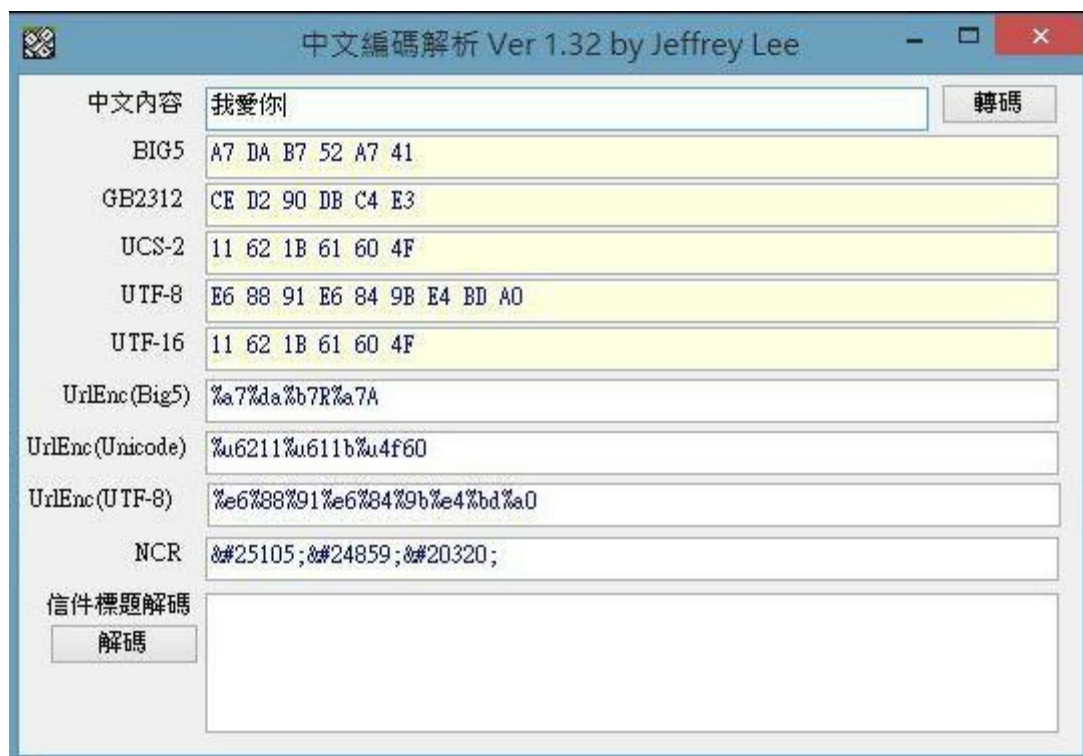 中文編碼解析 Ver 1.32 by Jeffrey Lee
中文內容 我愛你 轉碼
BIG5 A7 DA B7 52 A7 41
GB2312 CE D2 90 DB C4 E3
UCS-2 11 62 1B 61 60 4F
UTF-8 E6 88 91 E6 84 9B E4 BD A0
UTF-16 11 62 1B 61 60 4F
UrlEnc(Big5) %a7%da%b7R%a7A
UrlEnc(Unicode) %u6211%u611b%u4f60
UrlEnc(UTF-8) %e6%88%91%e6%84%9b%e4%bd%a0
NCR &#25105;&#24859;&#20320;
信件標題解碼
解碼